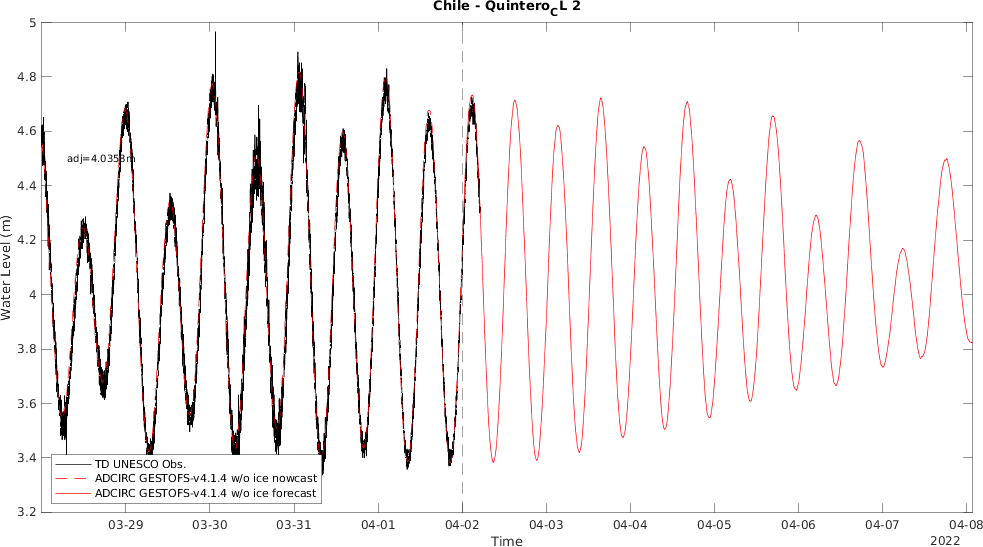 Chile - Quintero_CL 2
5
4.8
4.6
4.4
4.2
4
3.8
3.6
3.4
3.2
Water Level (m)
adj=4.0353m
TD UNESCO Obs.
ADCIRC GESTOFS-v4.1.4 w/o ice nowcast
ADCIRC GESTOFS-v4.1.4 w/o ice forecast
03-29 03-30 03-31 04-01 04-02 04-03 04-04 04-05 04-06 04-07 04-08
Time
2022